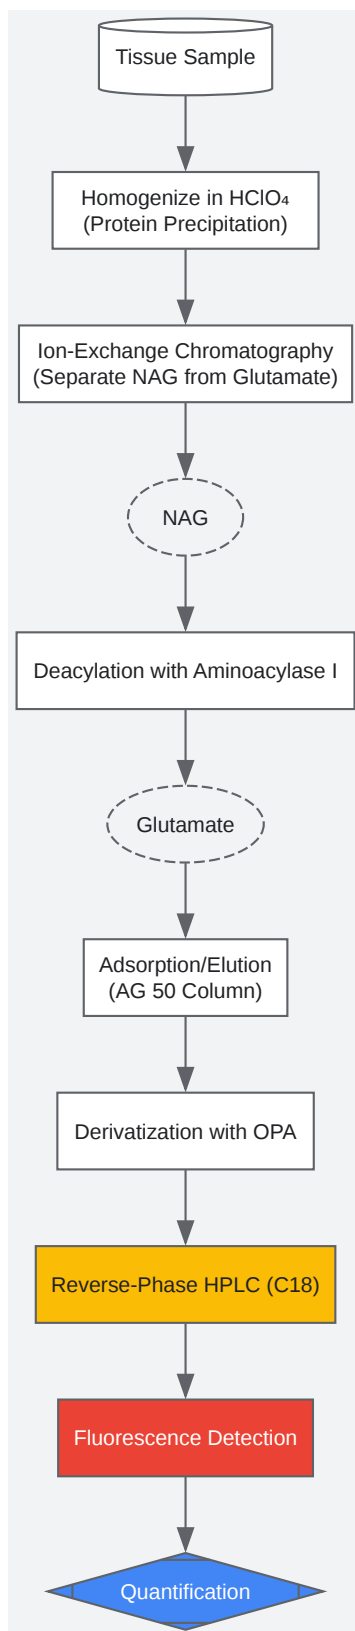 Tissue Sample
Homogenize in HClO₄
(Protein Precipitation)
Ion-Exchange Chromatography
(Separate NAG from Glutamate)
NAG
Deacylation with Aminoacylase I
Glutamate
Adsorption/Elution
(AG 50 Column)
Derivatization with OPA
Reverse-Phase HPLC (C18)
Fluorescence Detection
Quantification